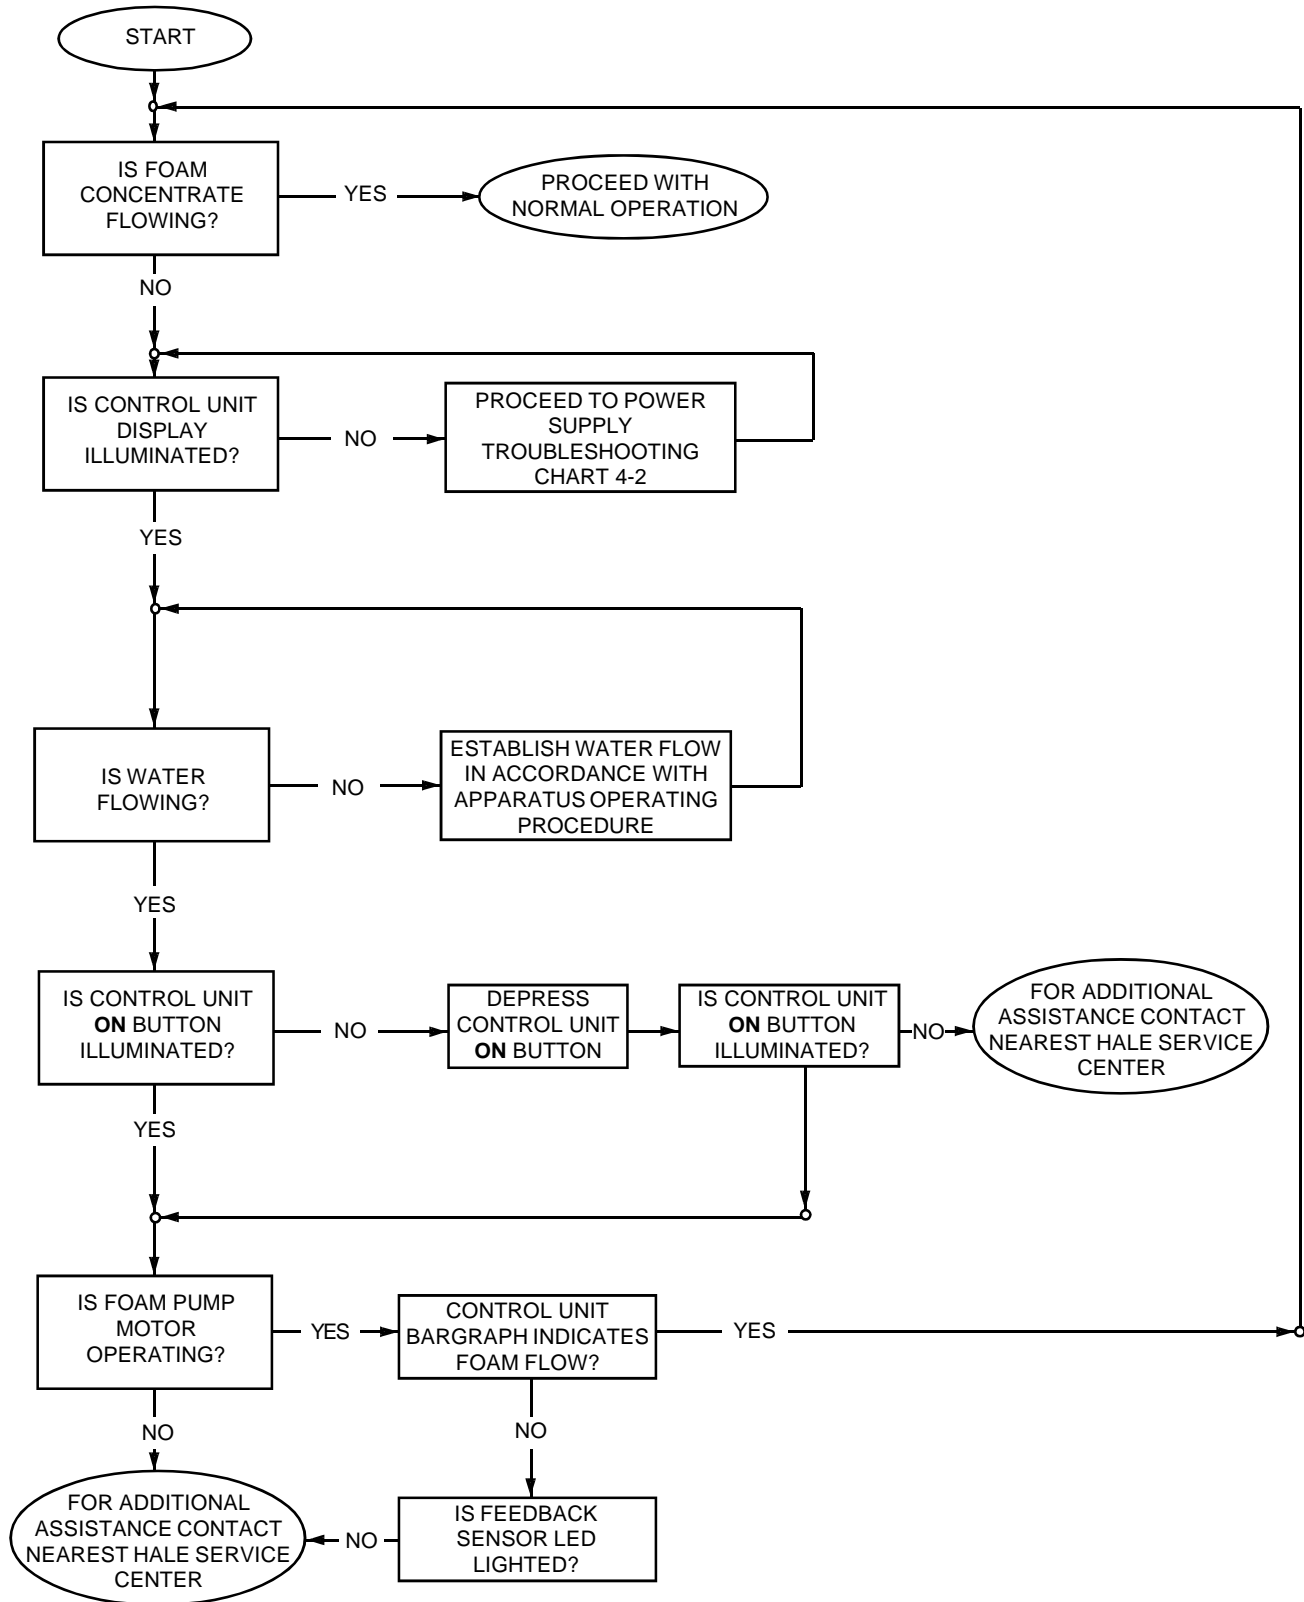 START
IS FOAM
CONCENTRATE
FLOWING?
YES
PROCEED WITH
NORMAL OPERATION
NO
IS CONTROL UNIT
DISPLAY
ILLUMINATED?
NO
PROCEED TO POWER
SUPPLY
TROUBLESHOOTING
CHART 4-2
YES
IS WATER
FLOWING?
NO
ESTABLISH WATER FLOW
IN ACCORDANCE WITH
APPARATUS OPERATING
PROCEDURE
YES
IS CONTROL UNIT
ON BUTTON
ILLUMINATED?
NO
DEPRESS
CONTROL UNIT
ON BUTTON
IS CONTROL UNIT
ON BUTTON
ILLUMINATED?
NO
FOR ADDITIONAL
ASSISTANCE CONTACT
NEAREST HALE SERVICE
CENTER
YES
IS FOAM PUMP
MOTOR
OPERATING?
YES
CONTROL UNIT
BARGRAPH INDICATES
FOAM FLOW?
YES
NO
NO
FOR ADDITIONAL
ASSISTANCE CONTACT
NEAREST HALE SERVICE
CENTER
NO
IS FEEDBACK
SENSOR LED
LIGHTED?